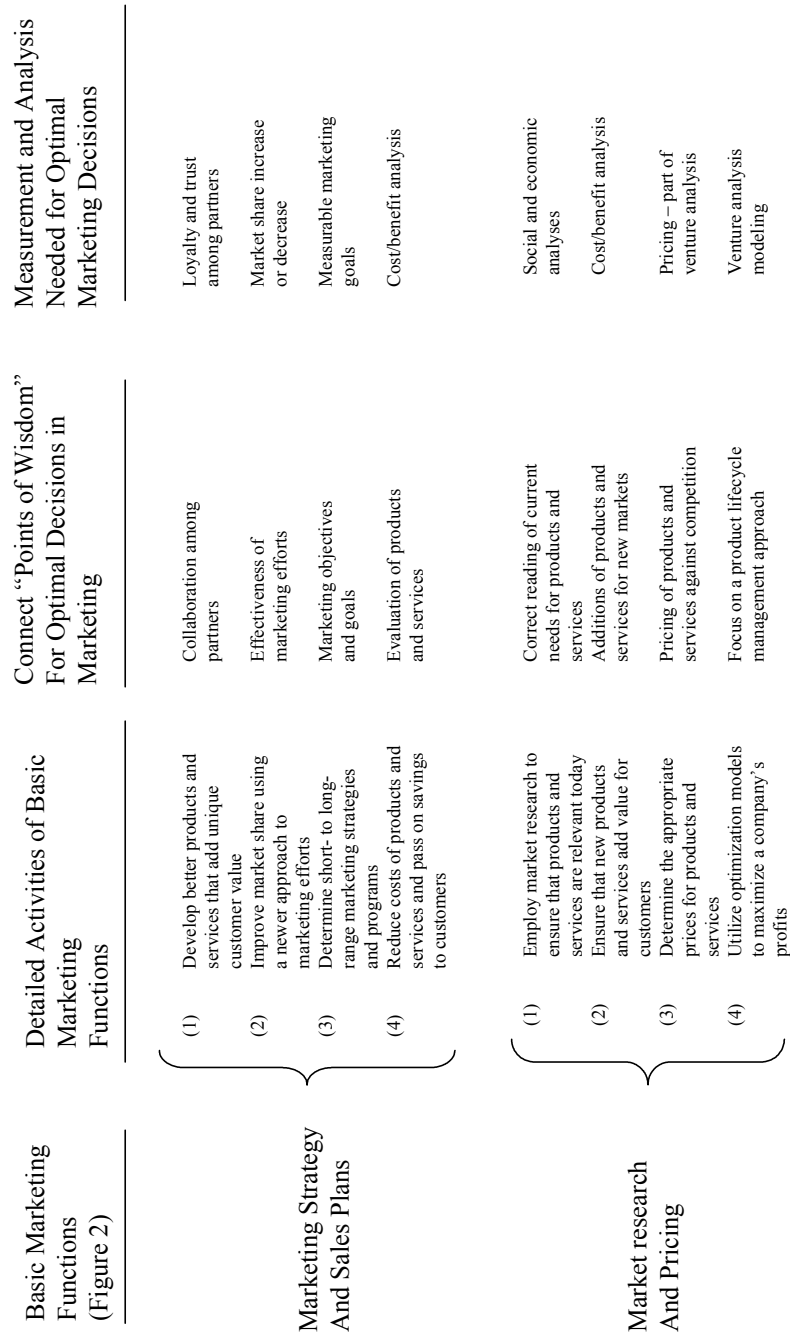 Basic Marketing
Functions
(Figure 2)
Detailed Activities of Basic
Marketing
Functions
Connect “Points of Wisdom”
For Optimal Decisions in
Marketing
Measurement and Analysis
Needed for Optimal
Marketing Decisions
Marketing Strategy
And Sales Plans
(1)
Develop better products and
services that add unique
customer value
Collaboration among
partners
Loyalty and trust
among partners
(2)
Improve market share using
a newer approach to
marketing efforts
Effectiveness of
marketing efforts
Market share increase
or decrease
(3)
Determine short- to long-
range marketing strategies
and programs
Marketing objectives
and goals
Measurable marketing
goals
(4)
Reduce costs of products and
services and pass on savings
to customers
Evaluation of products
and services
Cost/benefit analysis
Market research
And Pricing
(1)
Employ market research to
ensure that products and
services are relevant today
Correct reading of current
needs for products and
services
Social and economic
analyses
(2)
Ensure that new products
and services add value for
customers
Additions of products and
services for new markets
Cost/benefit analysis
(3)
Determine the appropriate
prices for products and
services
Pricing of products and
services against competition
Pricing – part of
venture analysis
(4)
Utilize optimization models
to maximize a company’s
profits
Focus on a product lifecycle
management approach
Venture analysis
modeling